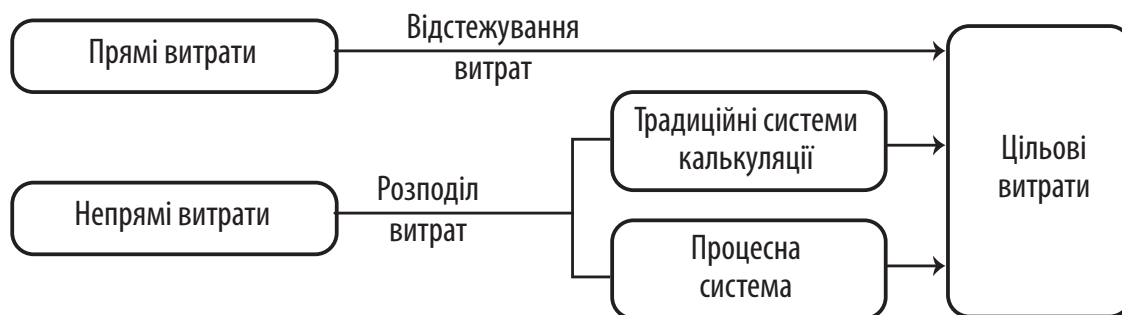 Прямі витрати
Відстежування
витрат
Традиційні системи
калькуляції
Цільові
витрати
Непрямі витрати
Розподіл
витрат
Процесна
система